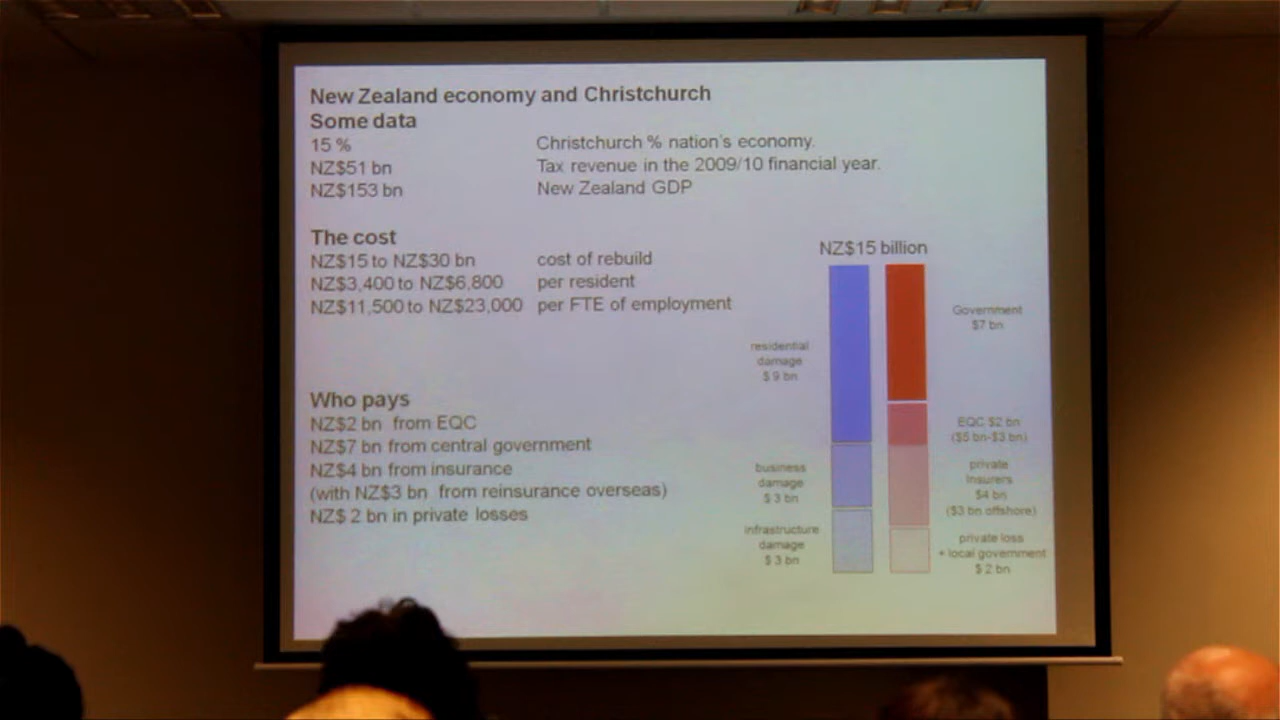 New Zealand economy and Christchurch
Some data
15 % Christchurch % nation's economy.
NZ$51 bn Tax revenue in the 2009/10 financial year.
NZ$153 bn New Zealand GDP
The cost
NZ$15 to NZ$30 bn cost of rebuild
NZ$3,400 to NZ$6,800 per resident
NZ$11,500 to NZ$23,000 per FTE of employment
Who pays
NZ$2 bn from EQC
NZ$7 bn from central government
NZ$4 bn from insurance
(with NZ$3 bn from reinsurance overseas)
NZ$ 2 bn in private losses
NZ$15 billion
residential
damage
$ 9 bn
business
damage
$ 3 bn
infrastructure
damage
$ 3 bn
Government
$7 bn
EQC $2 bn
($5 bn-$3 bn)
private
insurers
$4 bn
($3 bn offshore)
private loss
+ local government
$ 2 bn